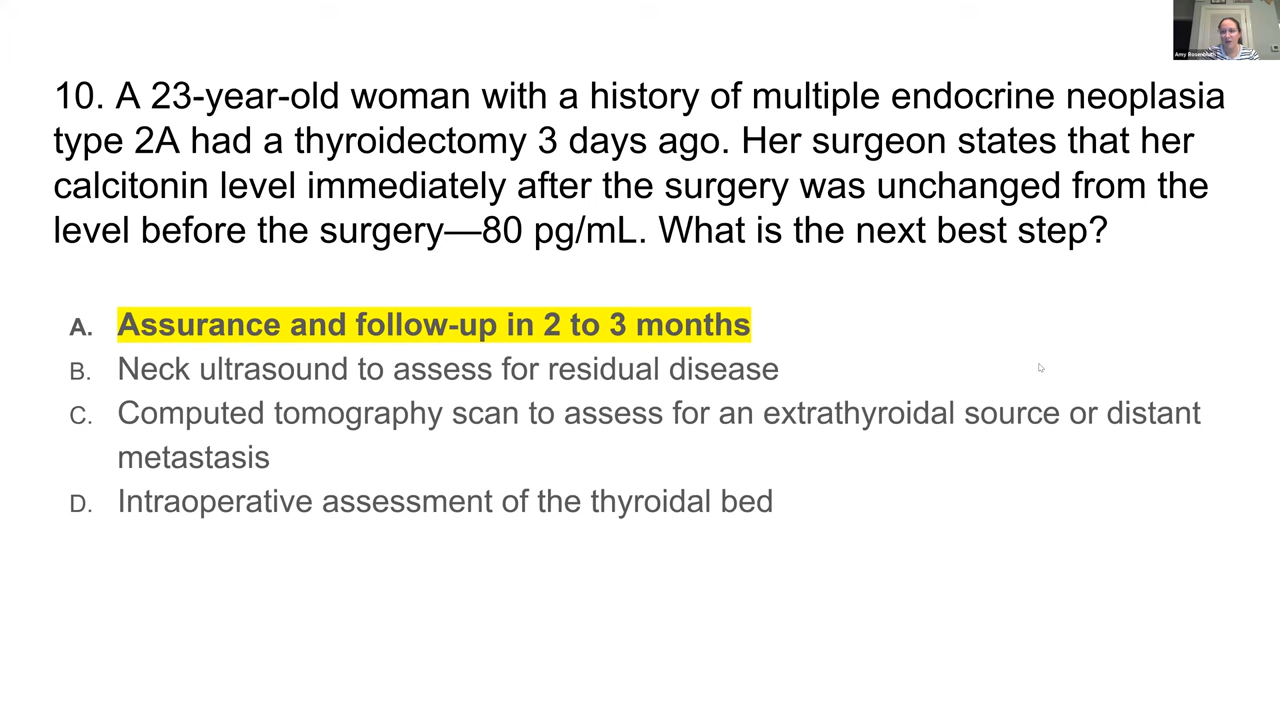 Amy Rosenbluth
10. A 23-year-old woman with a history of multiple endocrine neoplasia
type 2A had a thyroidectomy 3 days ago. Her surgeon states that her
calcitonin level immediately after the surgery was unchanged from the
level before the surgery—80 pg/mL. What is the next best step?
A. Assurance and follow-up in 2 to 3 months
B. Neck ultrasound to assess for residual disease
C. Computed tomography scan to assess for an extrathyroidal source or distant
metastasis
D. Intraoperative assessment of the thyroidal bed